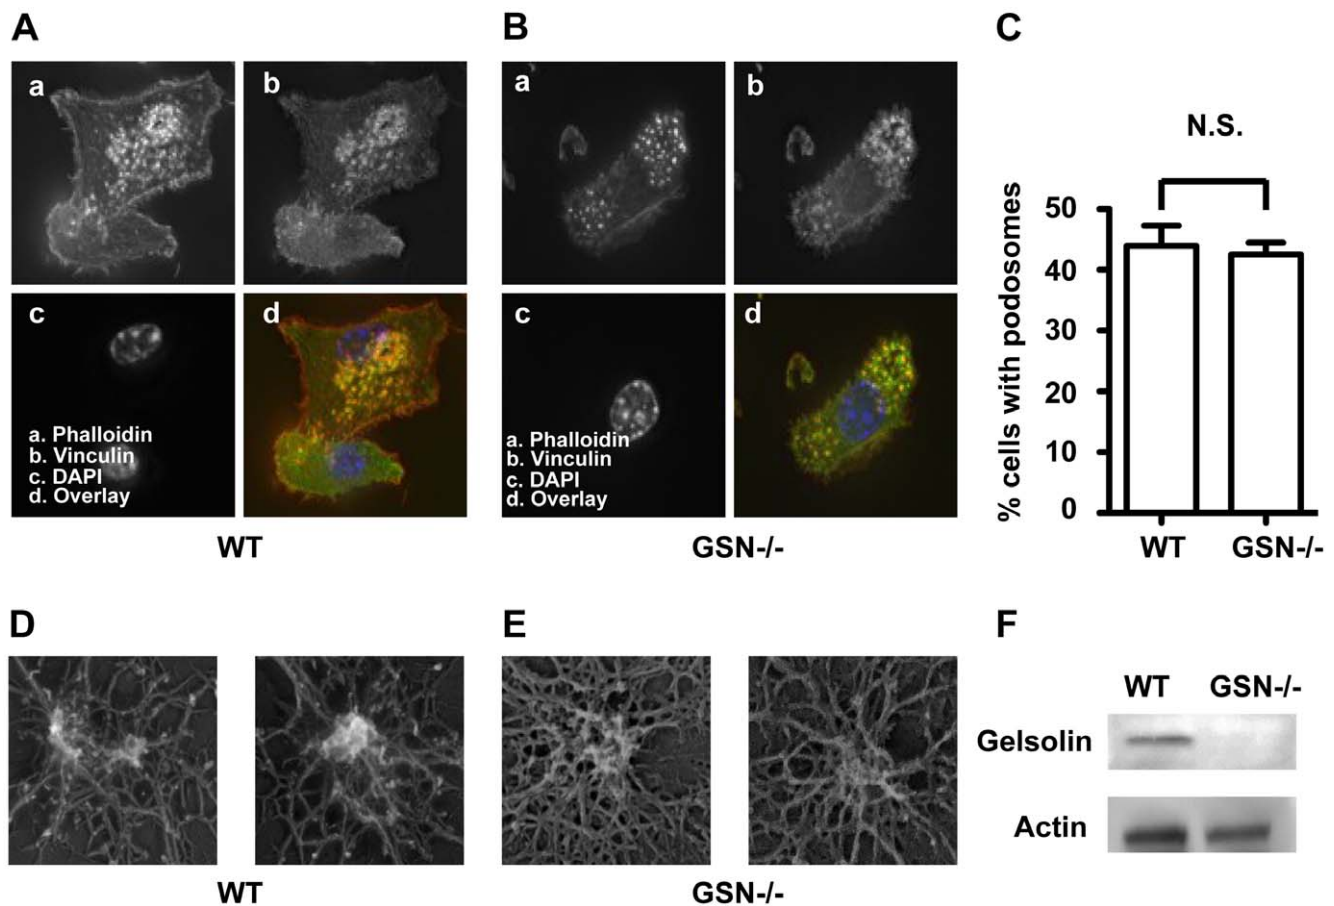 A
B
C
a
b
c
d
a. Phalloidin
b. Vinculin
c. DAPI
d. Overlay
WT
a
b
c
d
a. Phalloidin
b. Vinculin
c. DAPI
d. Overlay
GSN-/-
N.S.
% cells with podosomes
50
40
30
20
10
0
WT GSN-/-
D
E
F
WT
GSN-/-
WT GSN-/-
Gelsolin
Actin